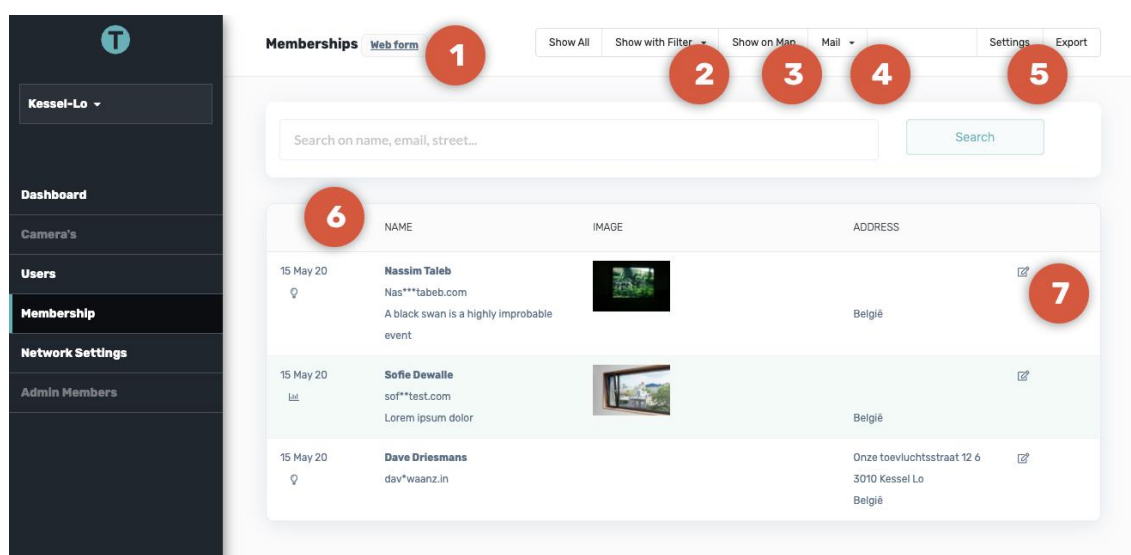 T
Kessel-Lo
Dashboard
Camera's
Users
Membership
Network Settings
Admin Members
Memberships Web form 1
Show All Show with Filter Show on Map Mail Settings Export
2 3 4 5
Search on name, email, street... Search
6 NAME IMAGE ADDRESS
15 May 20 Nassim Taleb
Nas***tabeb.com
A black swan is a highly improbable België
event
7
15 May 20 Sofie Dewalle
sof**test.com
Lorem ipsum dolor België
15 May 20 Dave Driesmans Onze toevluchtsstraat 12 6
dav*waanz.in 3010 Kessel Lo
België